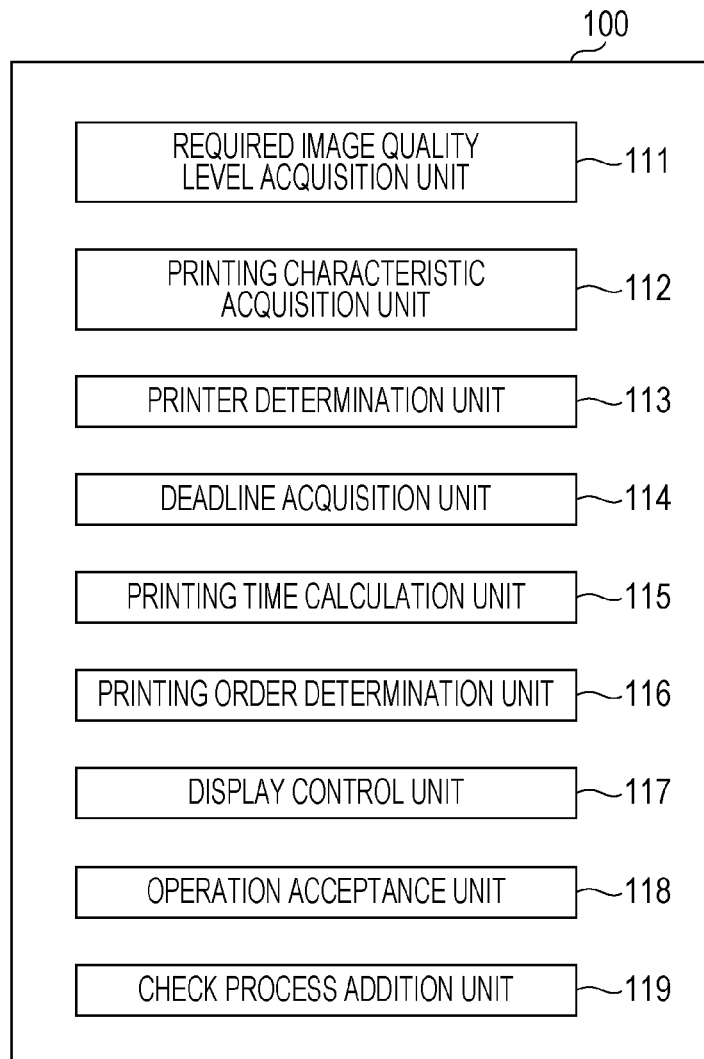 100
REQUIRED IMAGE QUALITY
LEVEL ACQUISITION UNIT
111
PRINTING CHARACTERISTIC
ACQUISITION UNIT
112
PRINTER DETERMINATION UNIT
113
DEADLINE ACQUISITION UNIT
114
PRINTING TIME CALCULATION UNIT
115
PRINTING ORDER DETERMINATION UNIT
116
DISPLAY CONTROL UNIT
117
OPERATION ACCEPTANCE UNIT
118
CHECK PROCESS ADDITION UNIT
119